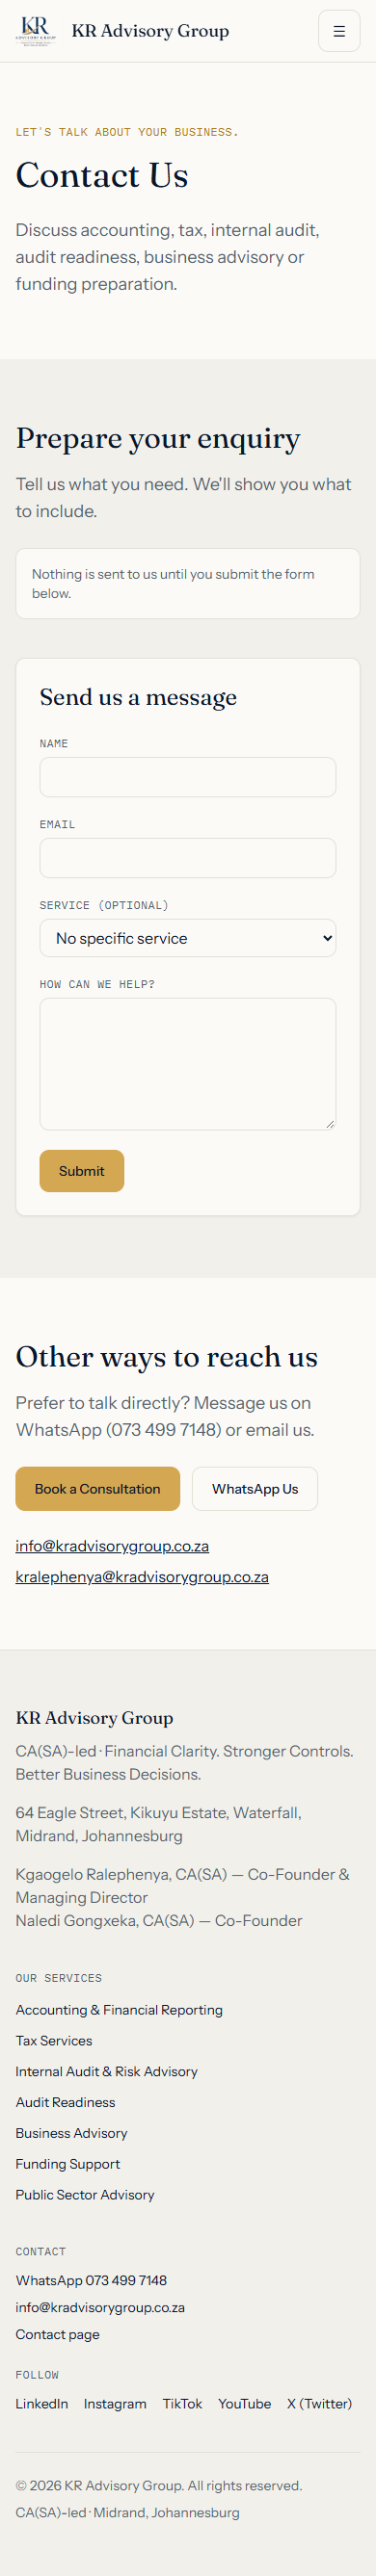 KR
ADVISORY GROUP
KR Advisory Group
☰
LET'S TALK ABOUT YOUR BUSINESS.
Contact Us
Discuss accounting, tax, internal audit,
audit readiness, business advisory or
funding preparation.
Prepare your enquiry
Tell us what you need. We'll show you what
to include.
Nothing is sent to us until you submit the form
below.
Send us a message
NAME
EMAIL
SERVICE (OPTIONAL)
No specific service
HOW CAN WE HELP?
Submit
Other ways to reach us
Prefer to talk directly? Message us on
WhatsApp (073 499 7148) or email us.
Book a Consultation
WhatsApp Us
info@kradvisorygroup.co.za
kralephenya@kradvisorygroup.co.za
KR Advisory Group
CA(SA)-led · Financial Clarity. Stronger Controls.
Better Business Decisions.
64 Eagle Street, Kikuyu Estate, Waterfall,
Midrand, Johannesburg
Kgaogelo Ralephenya, CA(SA) — Co-Founder &
Managing Director
Naledi Gongxeka, CA(SA) — Co-Founder
OUR SERVICES
Accounting & Financial Reporting
Tax Services
Internal Audit & Risk Advisory
Audit Readiness
Business Advisory
Funding Support
Public Sector Advisory
CONTACT
WhatsApp 073 499 7148
info@kradvisorygroup.co.za
Contact page
FOLLOW
LinkedIn Instagram TikTok YouTube X (Twitter)
© 2026 KR Advisory Group. All rights reserved.
CA(SA)-led · Midrand, Johannesburg